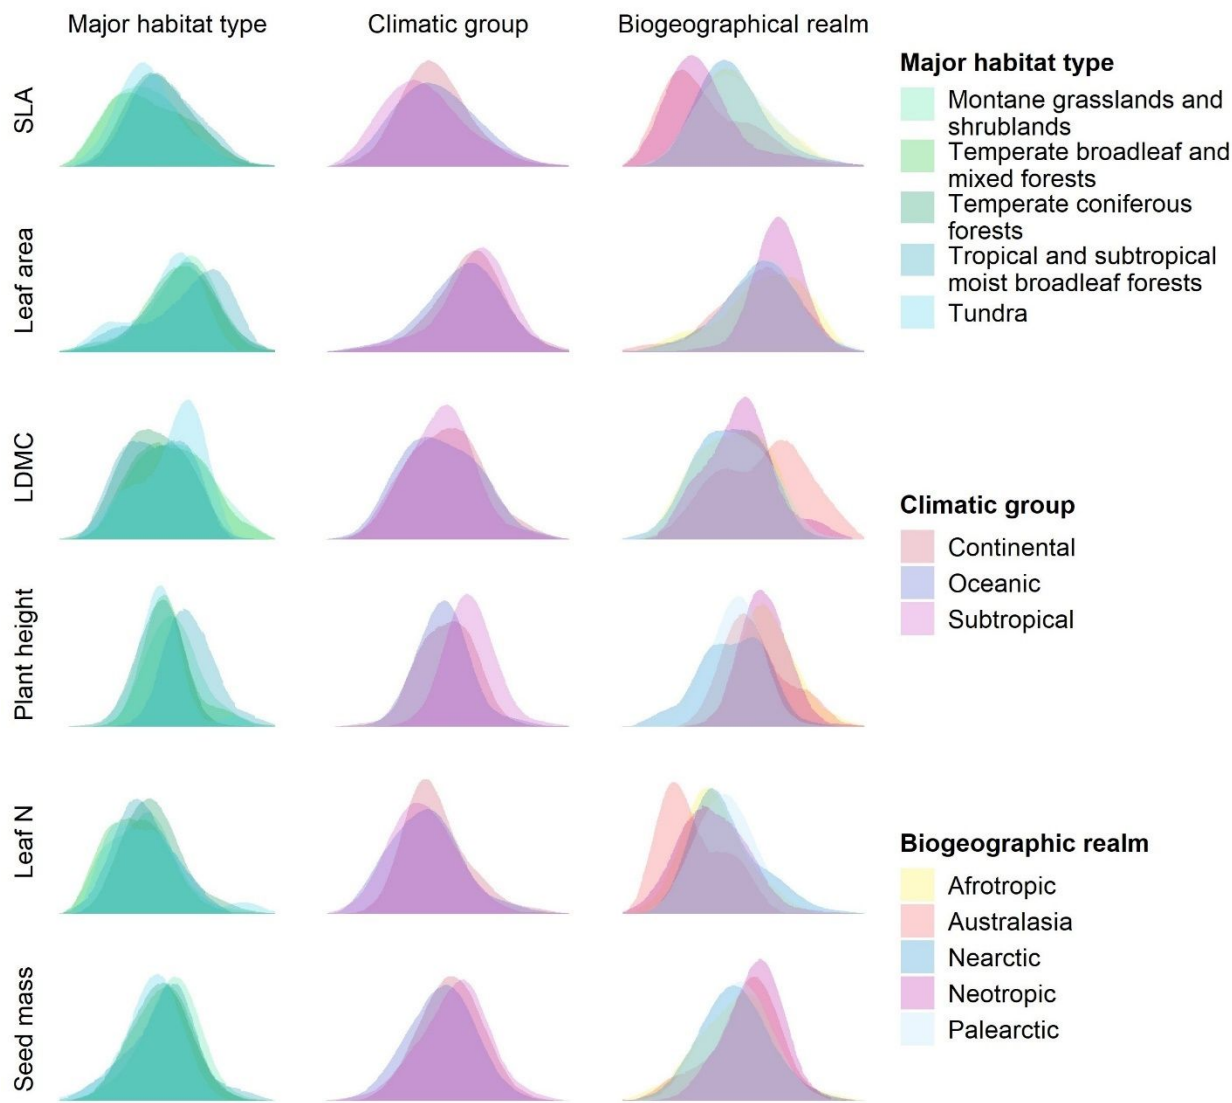 Major habitat type
Climatic group
Biogeographical realm
SLA
Leaf area
LDMC
Plant height
Leaf N
Seed mass
Major habitat type
Montane grasslands and
shrublands
Temperate broadleaf and
mixed forests
Temperate coniferous
forests
Tropical and subtropical
moist broadleaf forests
Tundra
Climatic group
Continental
Oceanic
Subtropical
Biogeographic realm
Afrotropic
Australasia
Nearctic
Neotropic
Palearctic